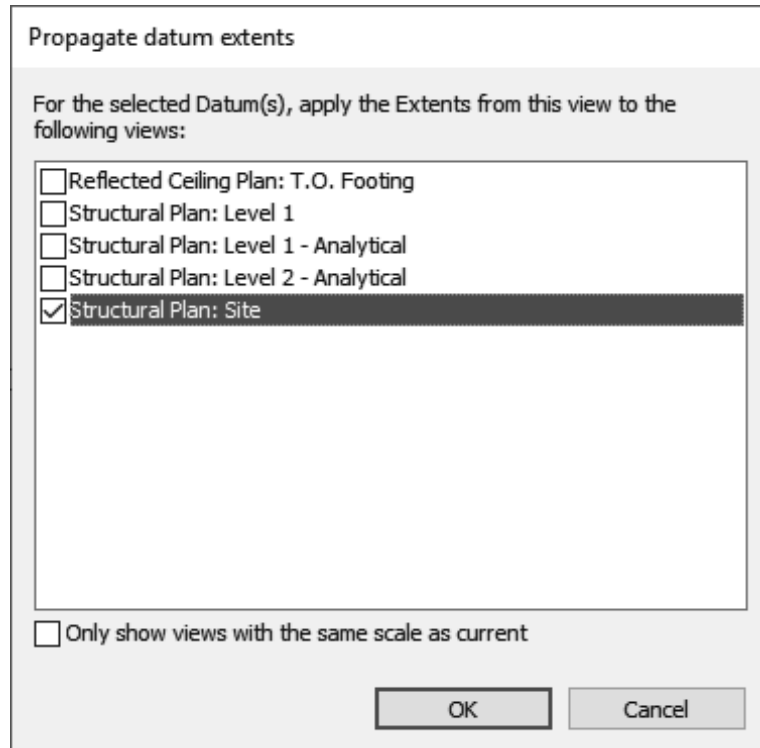 Propagate datum extents
For the selected Datum(s), apply the Extents from this view to the
following views:
Reflected Ceiling Plan: T.O. Footing
Structural Plan: Level 1
Structural Plan: Level 1 - Analytical
Structural Plan: Level 2 - Analytical
Structural Plan: Site
Only show views with the same scale as current
OK Cancel